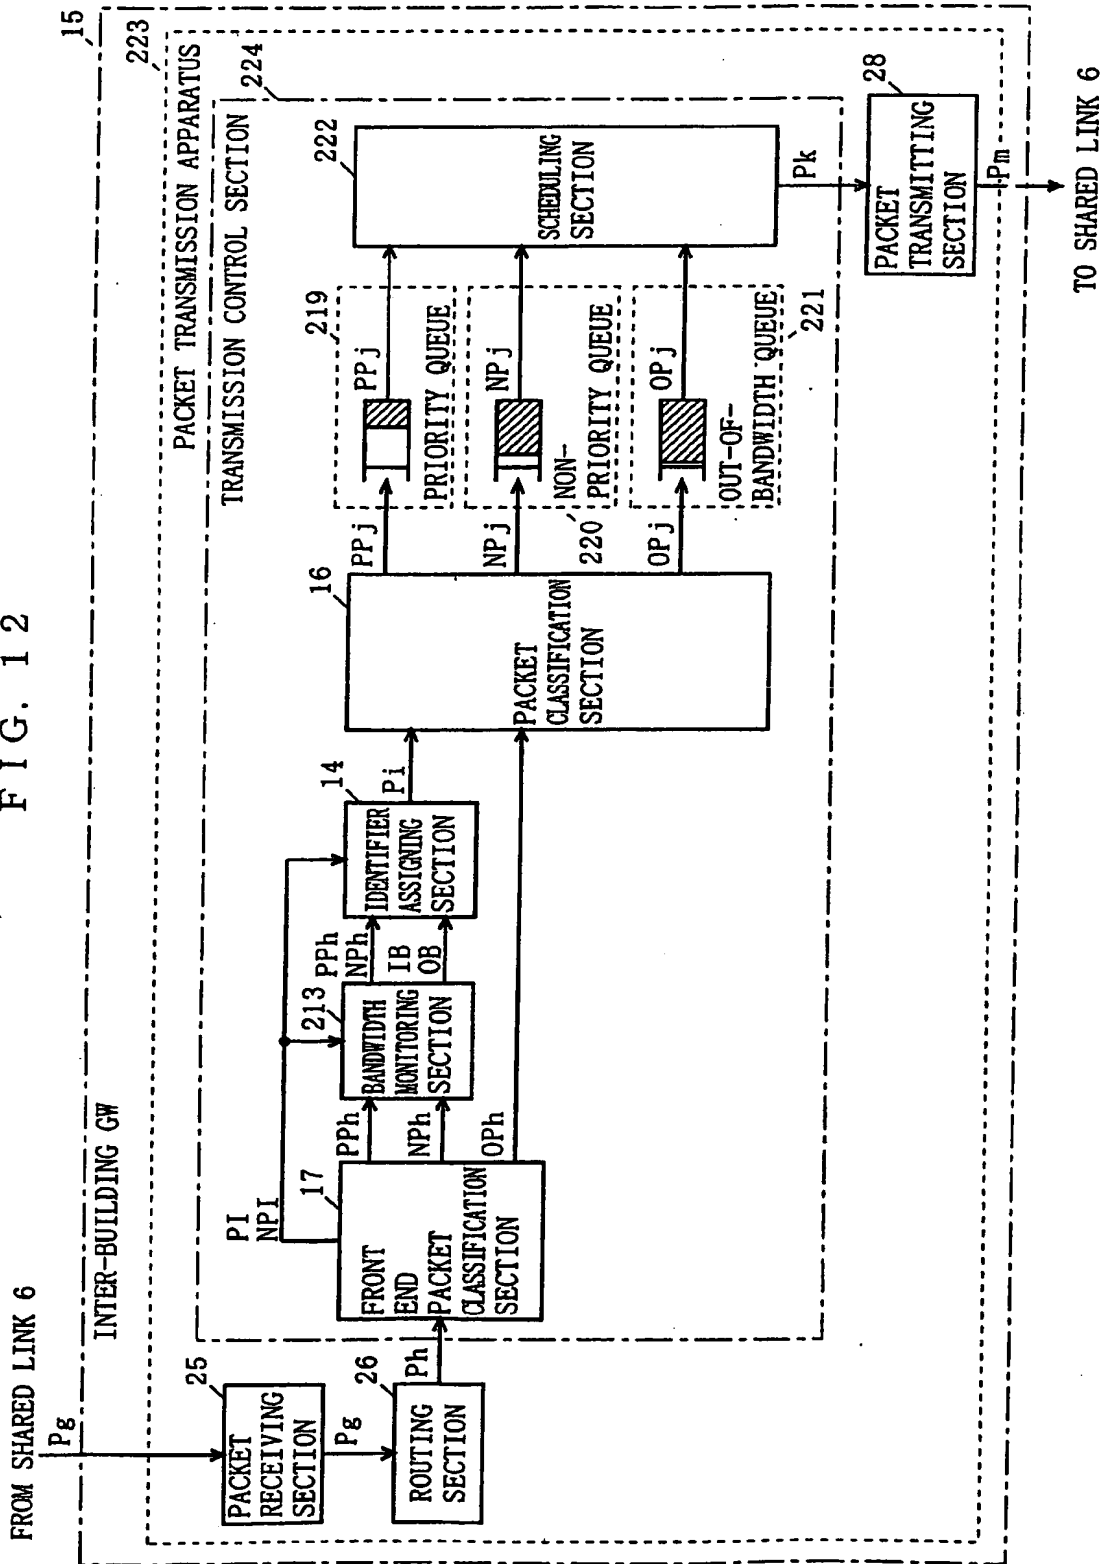 FIG. 12
FROM SHARED LINK 6
Pg
15
INTER-BUILDING GW
223
PACKET TRANSMISSION APPARATUS
25
PACKET
RECEIVING
SECTION
Pg
26
ROUTING
SECTION
Ph
TRANSMISSION CONTROL SECTION
224
PI
NPI
17
FRONT
END
PACKET
CLASSIFICATION
SECTION
PPh
NPh
OPh
213
BANDWIDTH
MONITORING
SECTION
PPh
NPh
IB
OB
14
IDENTIFIER
ASSIGNING
SECTION
Pi
16
PACKET
CLASSIFICATION
SECTION
PPj
NPj
OPj
219
PPj
PRIORITY QUEUE
NPj
NON-
PRIORITY QUEUE
220
OPj
OUT-OF-
BANDWIDTH QUEUE
221
222
SCHEDULING
SECTION
Pk
28
PACKET
TRANSMITTING
SECTION
Pm
TO SHARED LINK 6